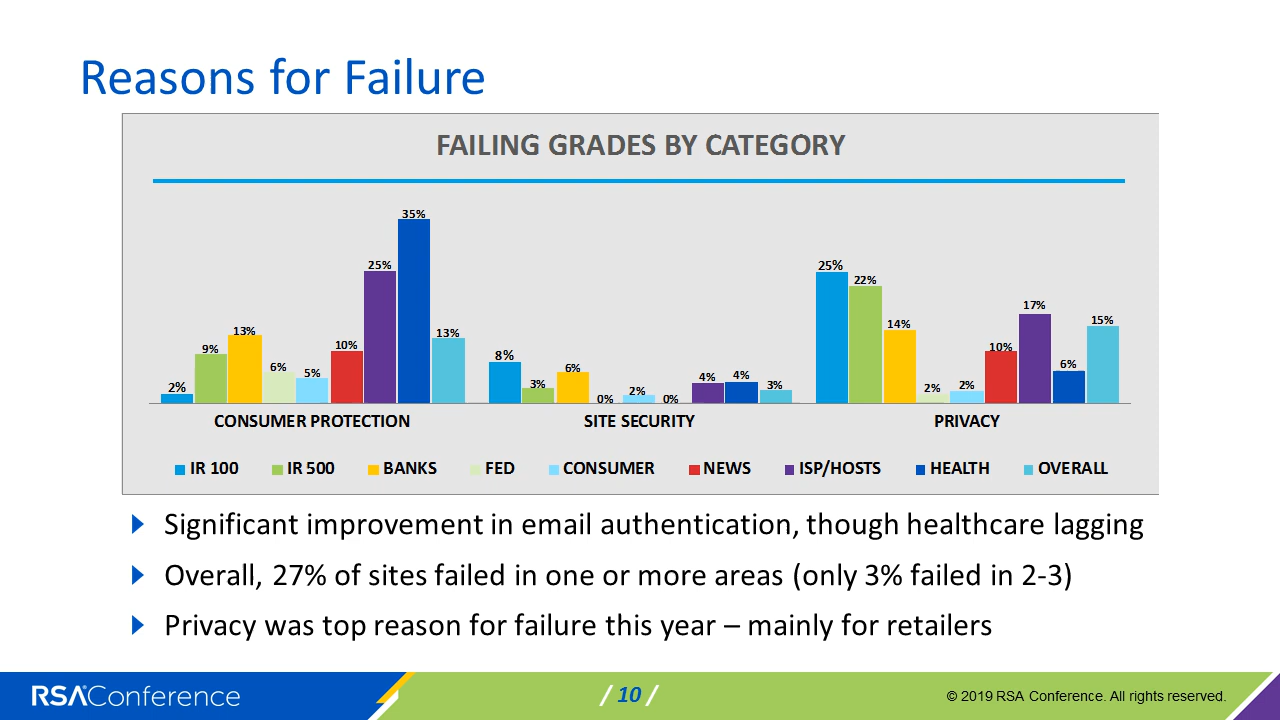 Reasons for Failure
FAILING GRADES BY CATEGORY
2%
9%
13%
6%
5%
10%
25%
35%
13%
8%
3%
6%
0%
2%
0%
4%
4%
3%
25%
22%
14%
2%
2%
10%
17%
6%
15%
CONSUMER PROTECTION SITE SECURITY PRIVACY
IR 100 IR 500 BANKS FED CONSUMER NEWS ISP/HOSTS HEALTH OVERALL
Significant improvement in email authentication, though healthcare lagging
Overall, 27% of sites failed in one or more areas (only 3% failed in 2-3)
Privacy was top reason for failure this year – mainly for retailers
RSAConference
/ 10 /
© 2019 RSA Conference. All rights reserved.